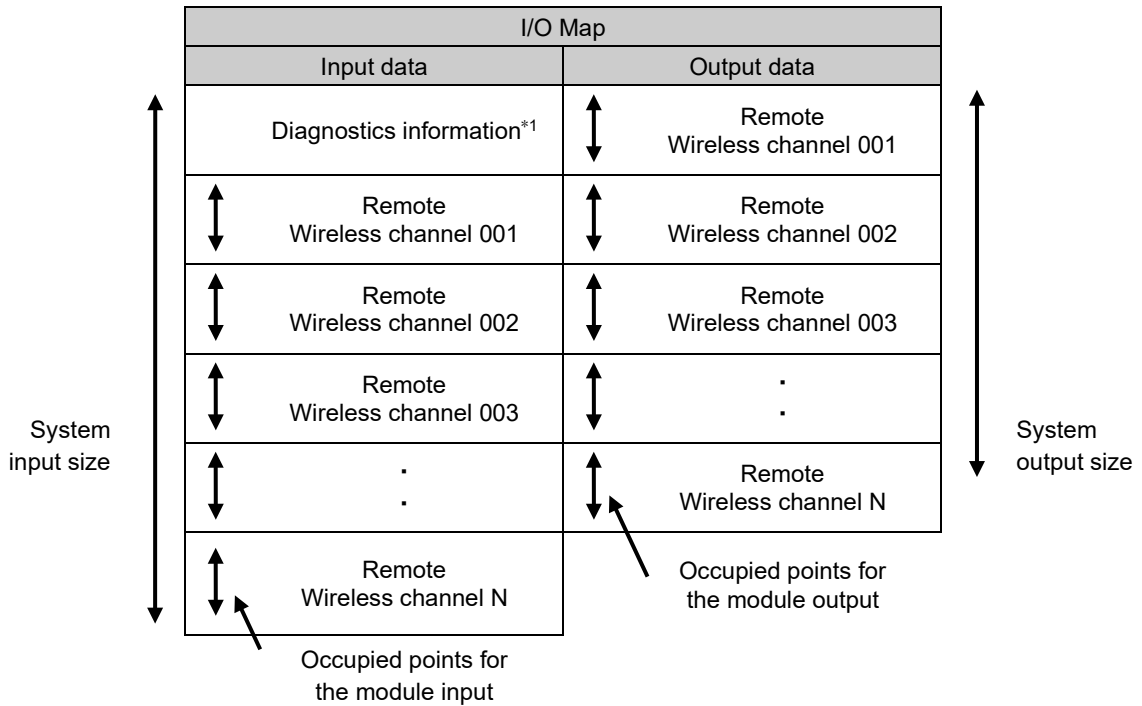 I/O Map
Input data
Output data
Diagnostics information*1
Remote
Wireless channel 001
Remote
Wireless channel 001
Remote
Wireless channel 002
Remote
Wireless channel 002
Remote
Wireless channel 003
Remote
Wireless channel 003
:
:
Remote
Wireless channel N
Remote
Wireless channel N
System
input size
System
output size
Occupied points for
the module output
Occupied points for
the module input